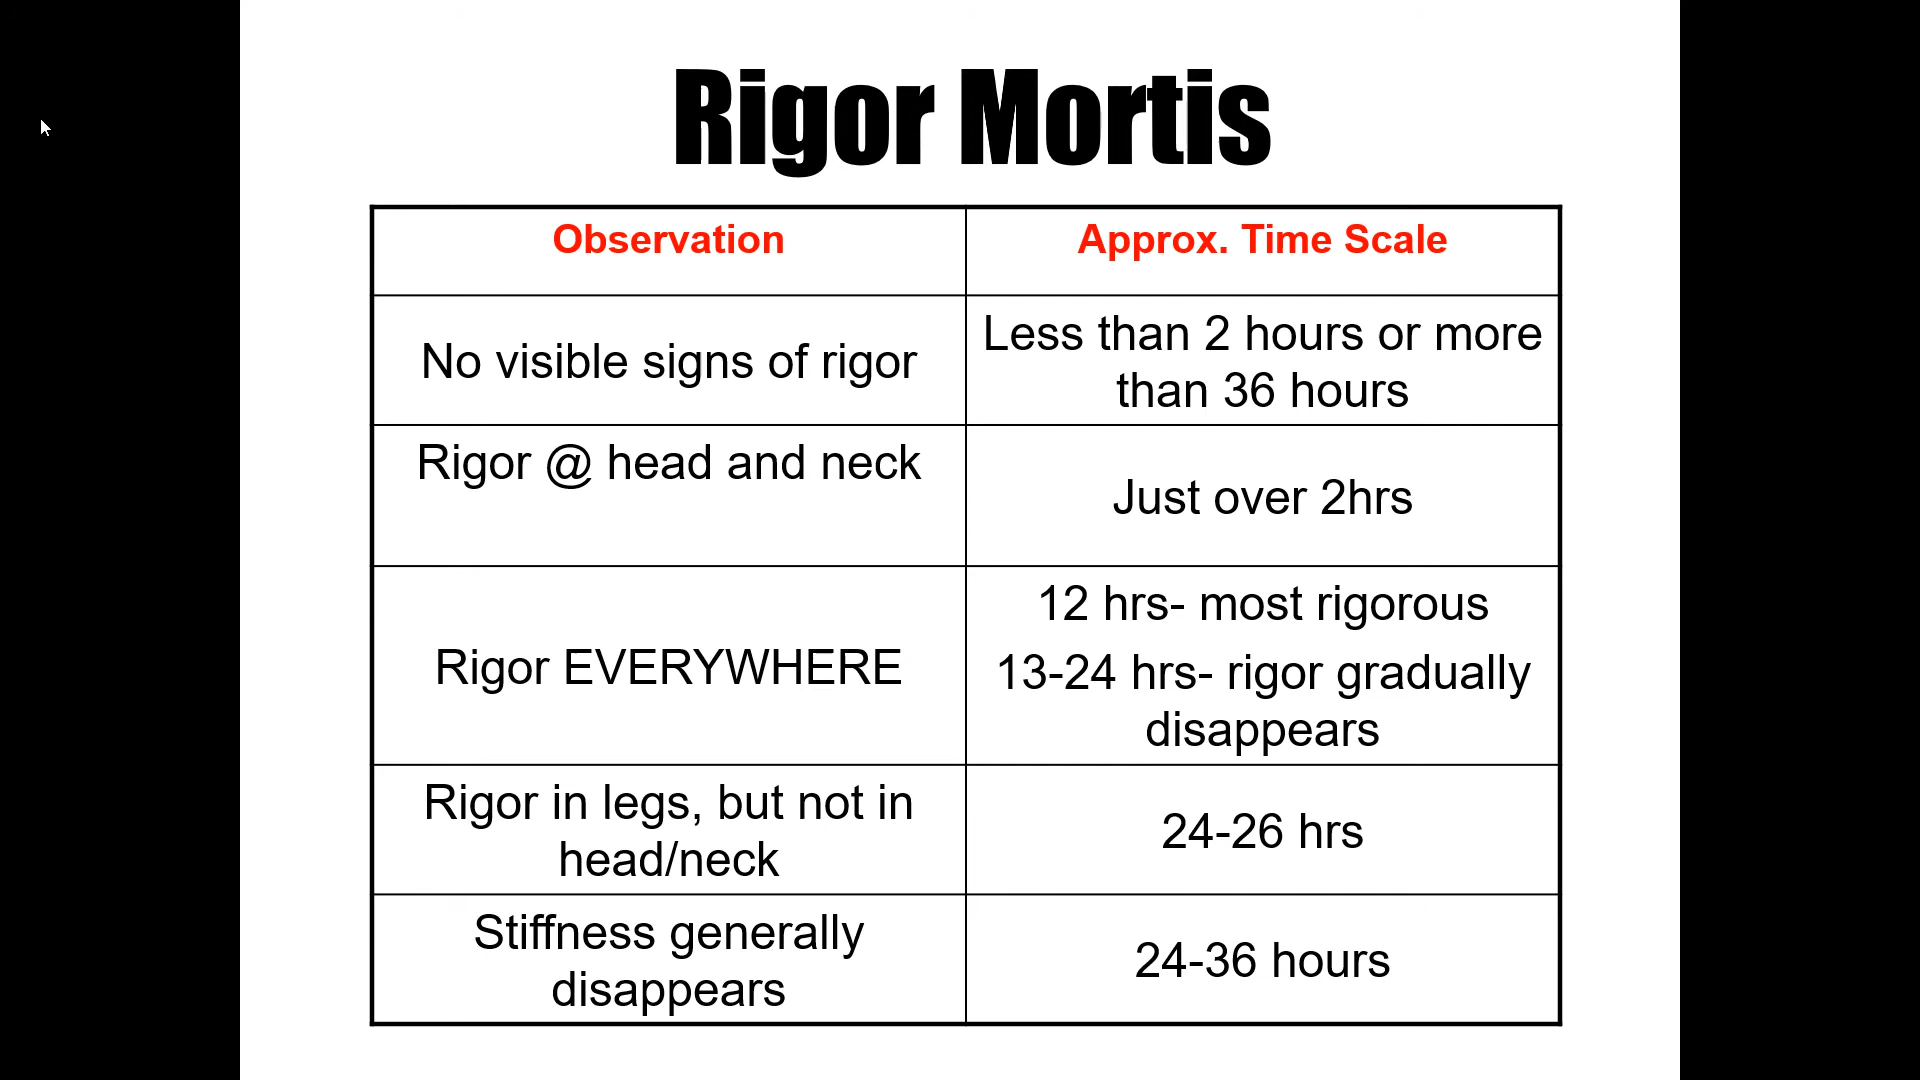 Rigor Mortis
Observation
Approx. Time Scale
No visible signs of rigor
Less than 2 hours or more
than 36 hours
Rigor @ head and neck
Just over 2hrs
Rigor EVERYWHERE
12 hrs- most rigorous
13-24 hrs- rigor gradually
disappears
Rigor in legs, but not in
head/neck
24-26 hrs
Stiffness generally
disappears
24-36 hours